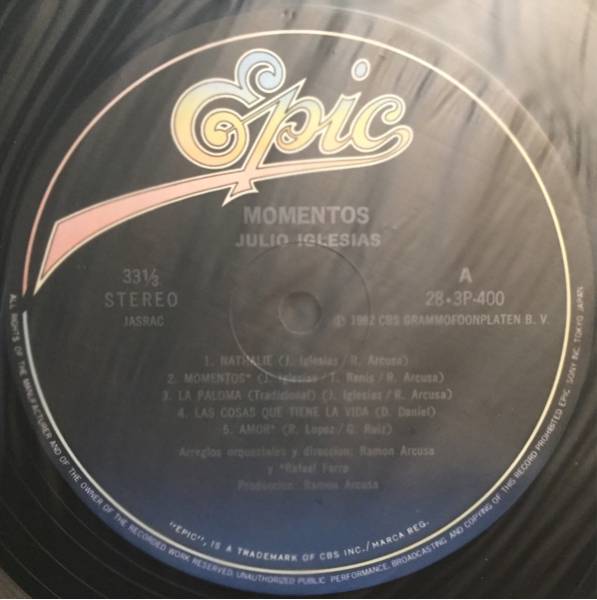 Epic
MOMENTOS
JULIO IGLESIAS
33⅓
STEREO
JASRAC
A
28•3P-400
℗ 1982 CBS GRAMMOFOONPLATEN B. V.
1. NATHALIE (J. Iglesias / R. Arcusa)
2. MOMENTOS* (J. Iglesias / T. Renis / R. Arcusa)
3. LA PALOMA (Tradicional) (J. Iglesias / R. Arcusa)
4. LAS COSAS QUE TIENE LA VIDA (D. Daniel)
5. AMOR* (R. Lopez / G. Ruiz)
Arreglos orquestales y direccion: Ramon Arcusa
y *Rafael Ferro
Produccion: Ramon Arcusa
"EPIC", IS A TRADEMARK OF CBS INC./MARCA REG.
ALL RIGHTS OF THE MANUFACTURER AND OF THE OWNER OF THE RECORDED WORK RESERVED. UNAUTHORIZED PUBLIC PERFORMANCE, BROADCASTING AND COPYING OF THIS RECORD PROHIBITED EPIC SONY INC. TOKYO JAPAN.